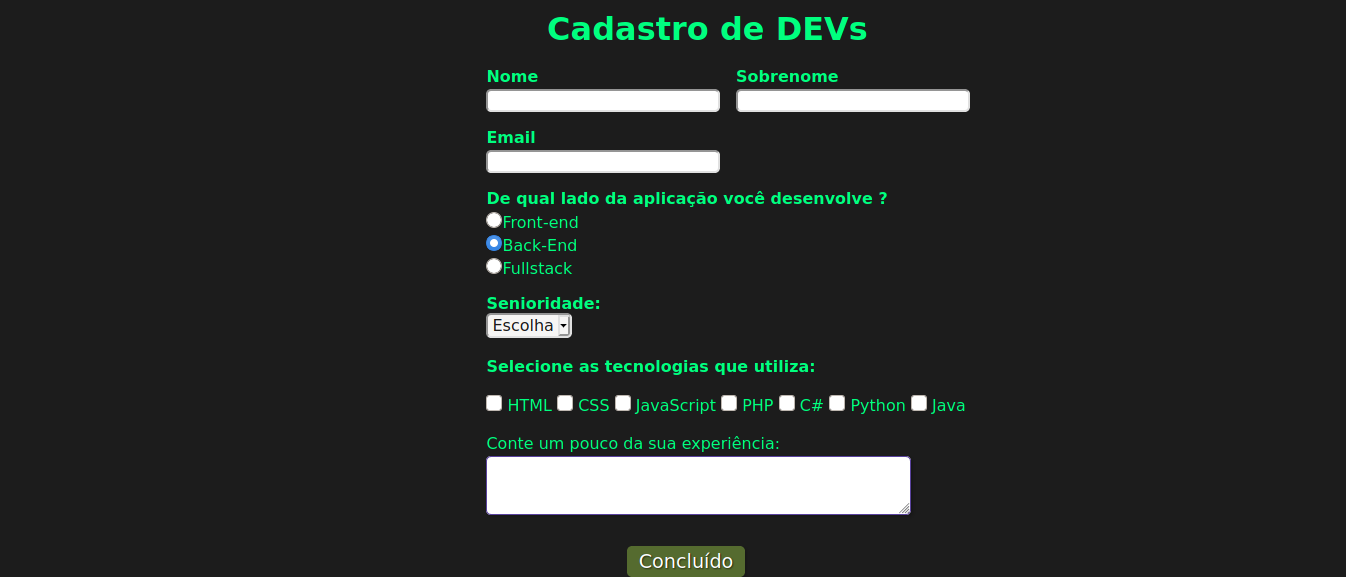 Cadastro de DEVs
Nome Sobrenome
Email
De qual lado da aplicação você desenvolve ?
Front-end
Back-End
Fullstack
Senioridade:
Escolha
Selecione as tecnologias que utiliza:
HTML CSS JavaScript PHP C# Python Java
Conte um pouco da sua experiência:
Concluído